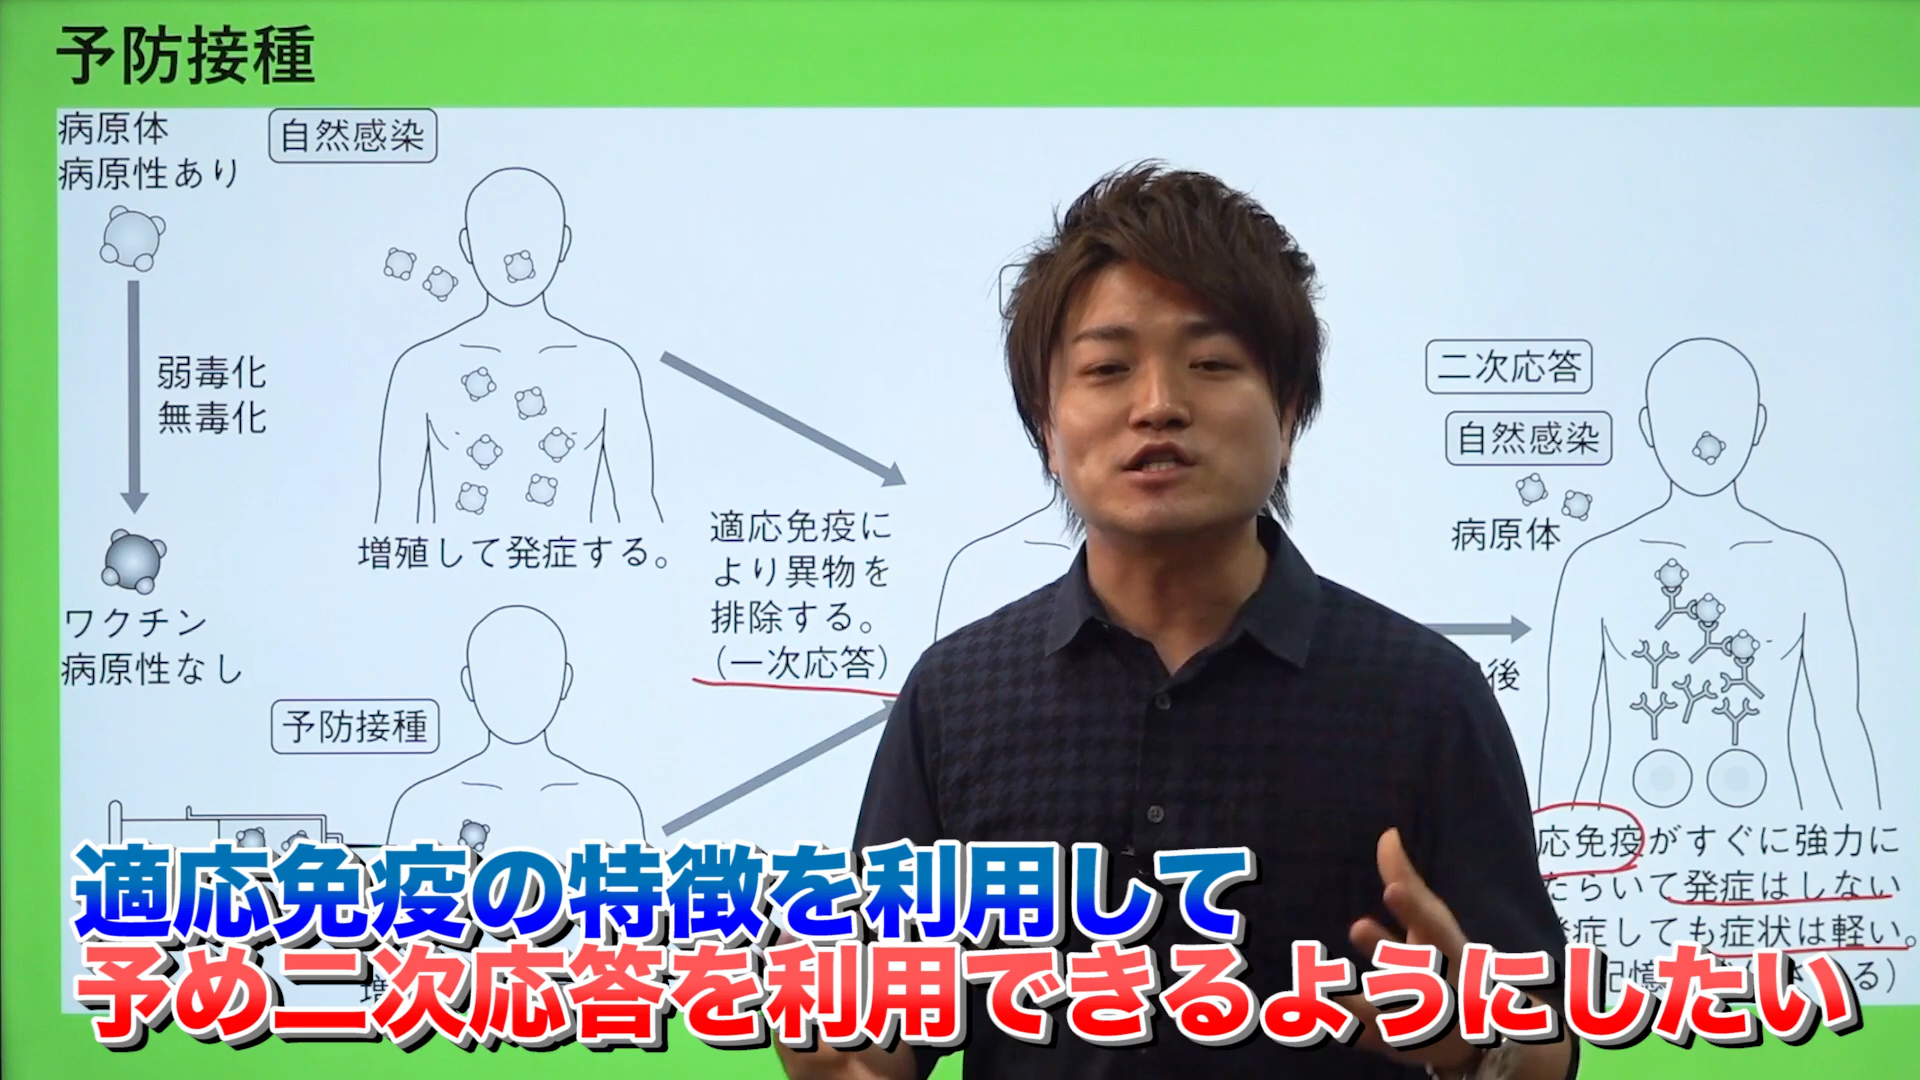 予防接種
病原体
病原性あり
自然感染
弱毒化
無毒化
増殖して発症する。
ワクチン
病原性なし
予防接種
適応免疫に
より異物を
排除する。
(一次応答)
二次応答
自然感染
病原体
後
応免疫がすぐに強力に
たらいて発症はしない
発症しても症状は軽い。
適応免疫の特徴を利用して
予め二次応答を利用できるようにしたい